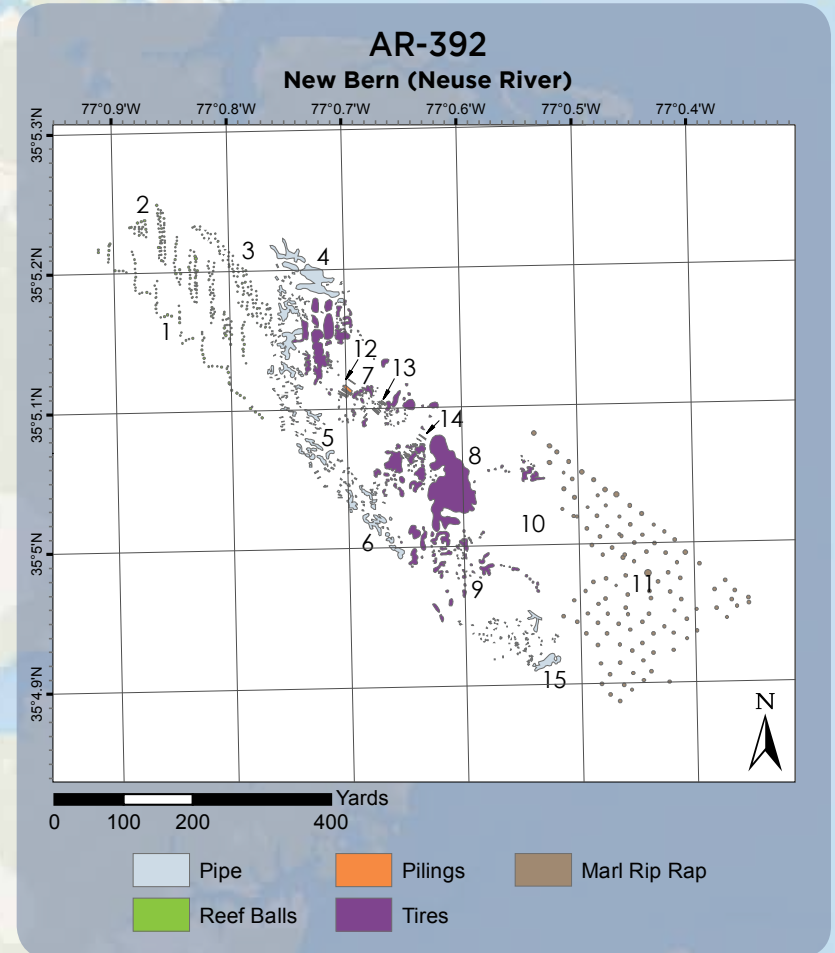 AR-392
New Bern (Neuse River)
77°0.9'W 77°0.8'W 77°0.7'W 77°0.6'W 77°0.5'W 77°0.4'W
35°5.3'N
35°5.2'N
35°5.1'N
35°5'N
35°4.9'N
2
3
4
1
12
7
13
14
5
8
10
6
11
9
15
N
Yards
0 100 200 400
Pipe Pilings Marl Rip Rap
Reef Balls Tires